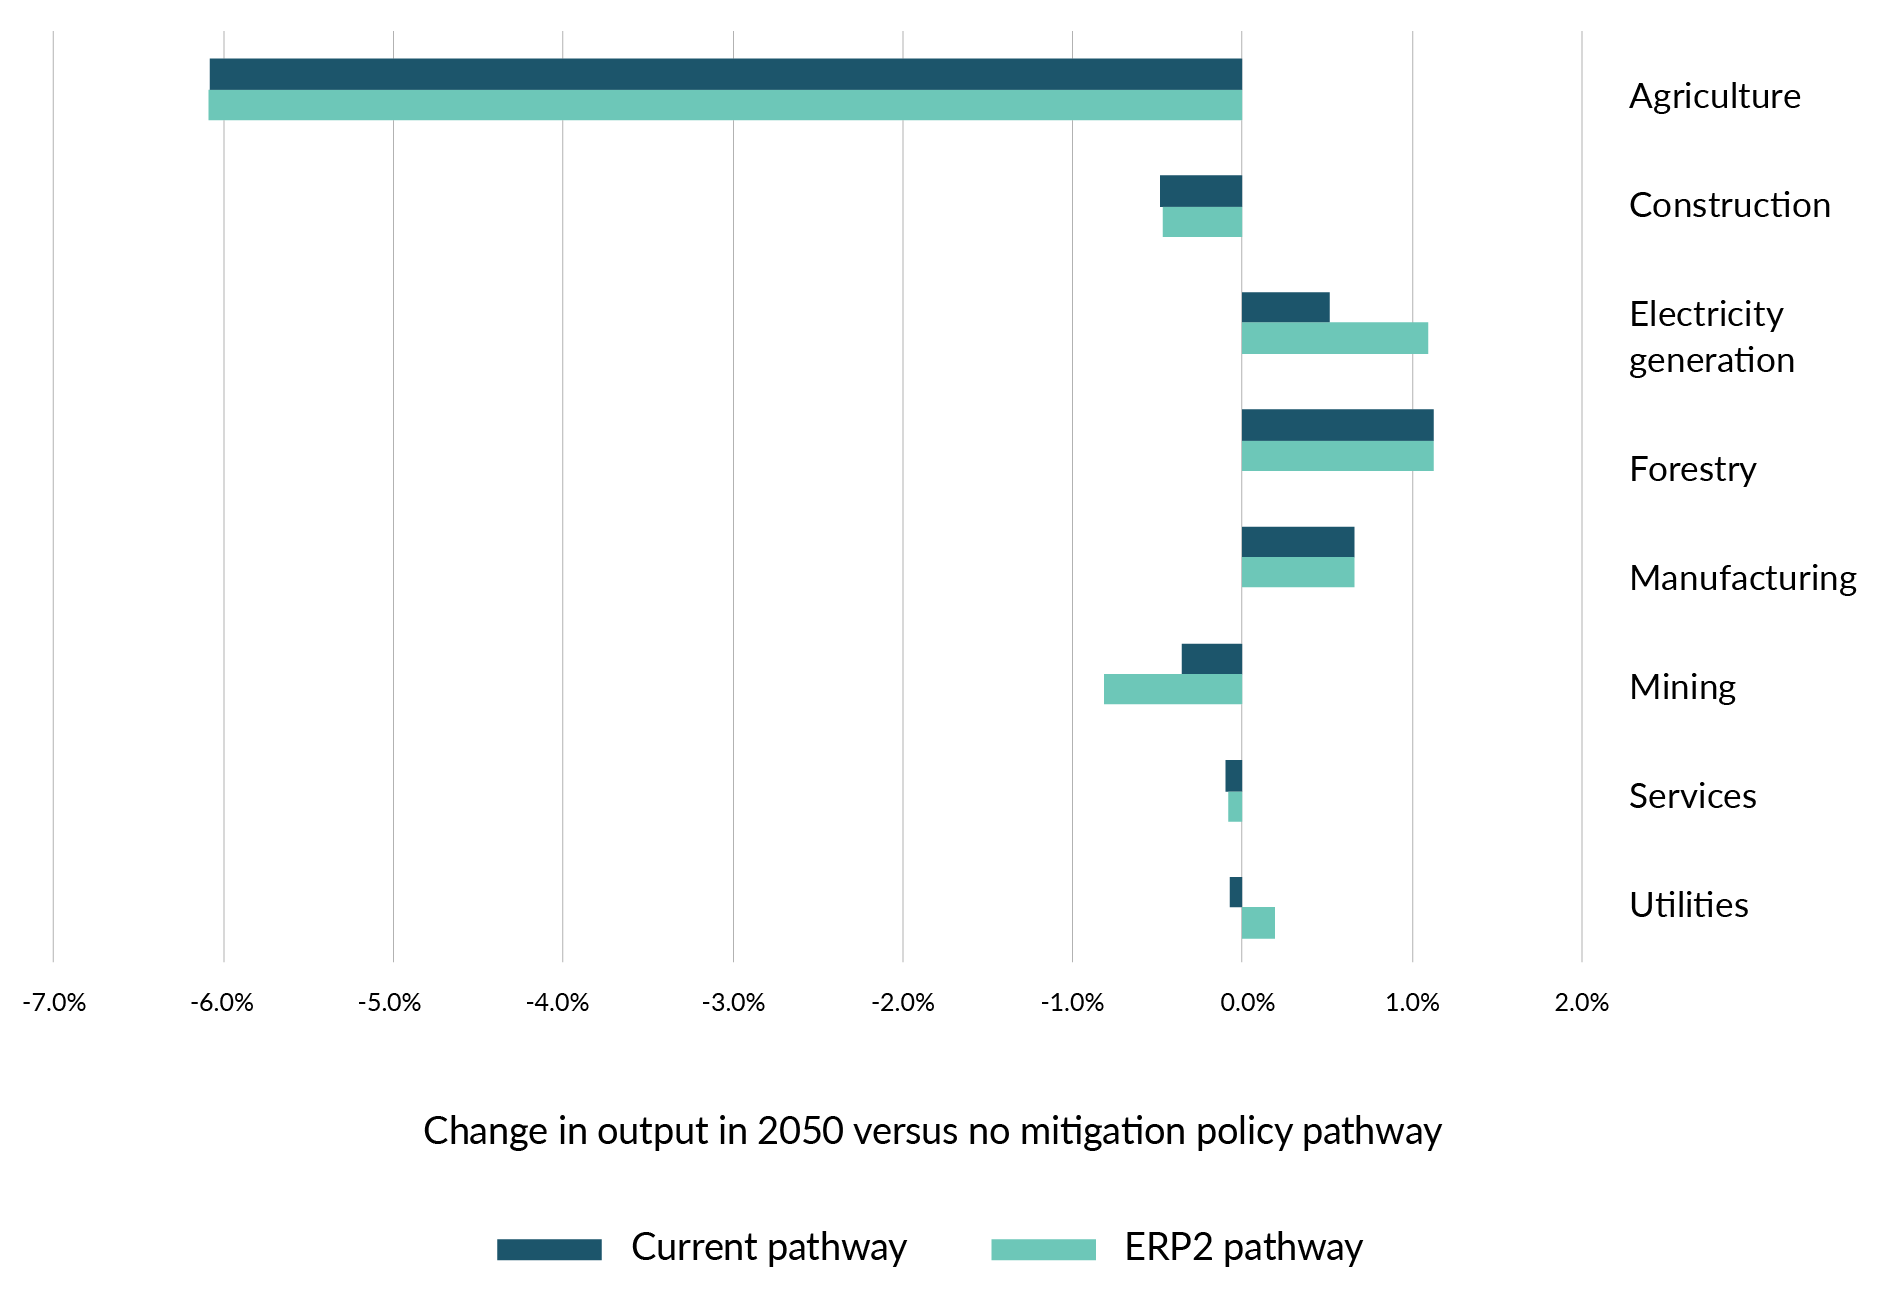 Agriculture
Construction
Electricity
generation
Forestry
Manufacturing
Mining
Services
Utilities
-7.0% -6.0% -5.0% -4.0% -3.0% -2.0% -1.0% 0.0% 1.0% 2.0%
Change in output in 2050 versus no mitigation policy pathway
Current pathway ERP2 pathway